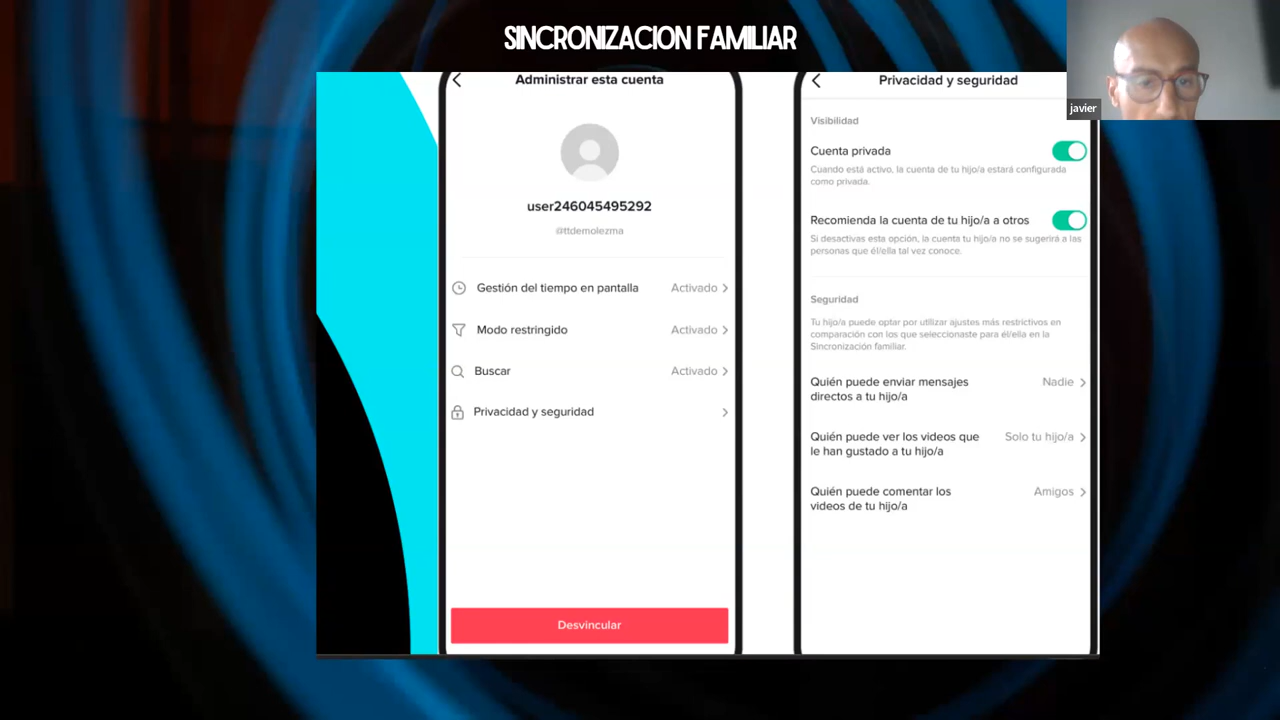 SINCRONIZACION FAMILIAR
javier
Administrar esta cuenta
user246045495292
@ttdemolezma
Gestión del tiempo en pantalla Activado
Modo restringido Activado
Buscar Activado
Privacidad y seguridad
Desvincular
Privacidad y seguridad
Visibilidad
Cuenta privada
Cuando está activo, la cuenta de tu hijo/a estará configurada
como privada.
Recomienda la cuenta de tu hijo/a a otros
Si desactivas esta opción, la cuenta tu hijo/a no se sugerirá a las
personas que él/ella tal vez conoce.
Seguridad
Tu hijo/a puede optar por utilizar ajustes más restrictivos en
comparación con los que seleccionaste para él/ella en la
Sincronización familiar.
Quién puede enviar mensajes Nadie
directos a tu hijo/a
Quién puede ver los videos que Solo tu hijo/a
le han gustado a tu hijo/a
Quién puede comentar los Amigos
videos de tu hijo/a